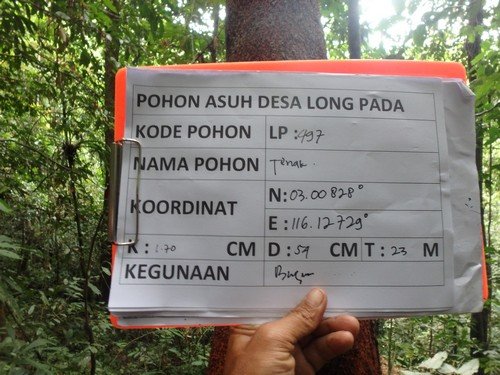 POHON ASUH DESA LONG PADA
KODE POHON LP : 497
NAMA POHON Tenak.
KOORDINAT N: 03.00828°
E : 116.12729°
K : 170 CM D : 54 CM T : 23 M
KEGUNAAN